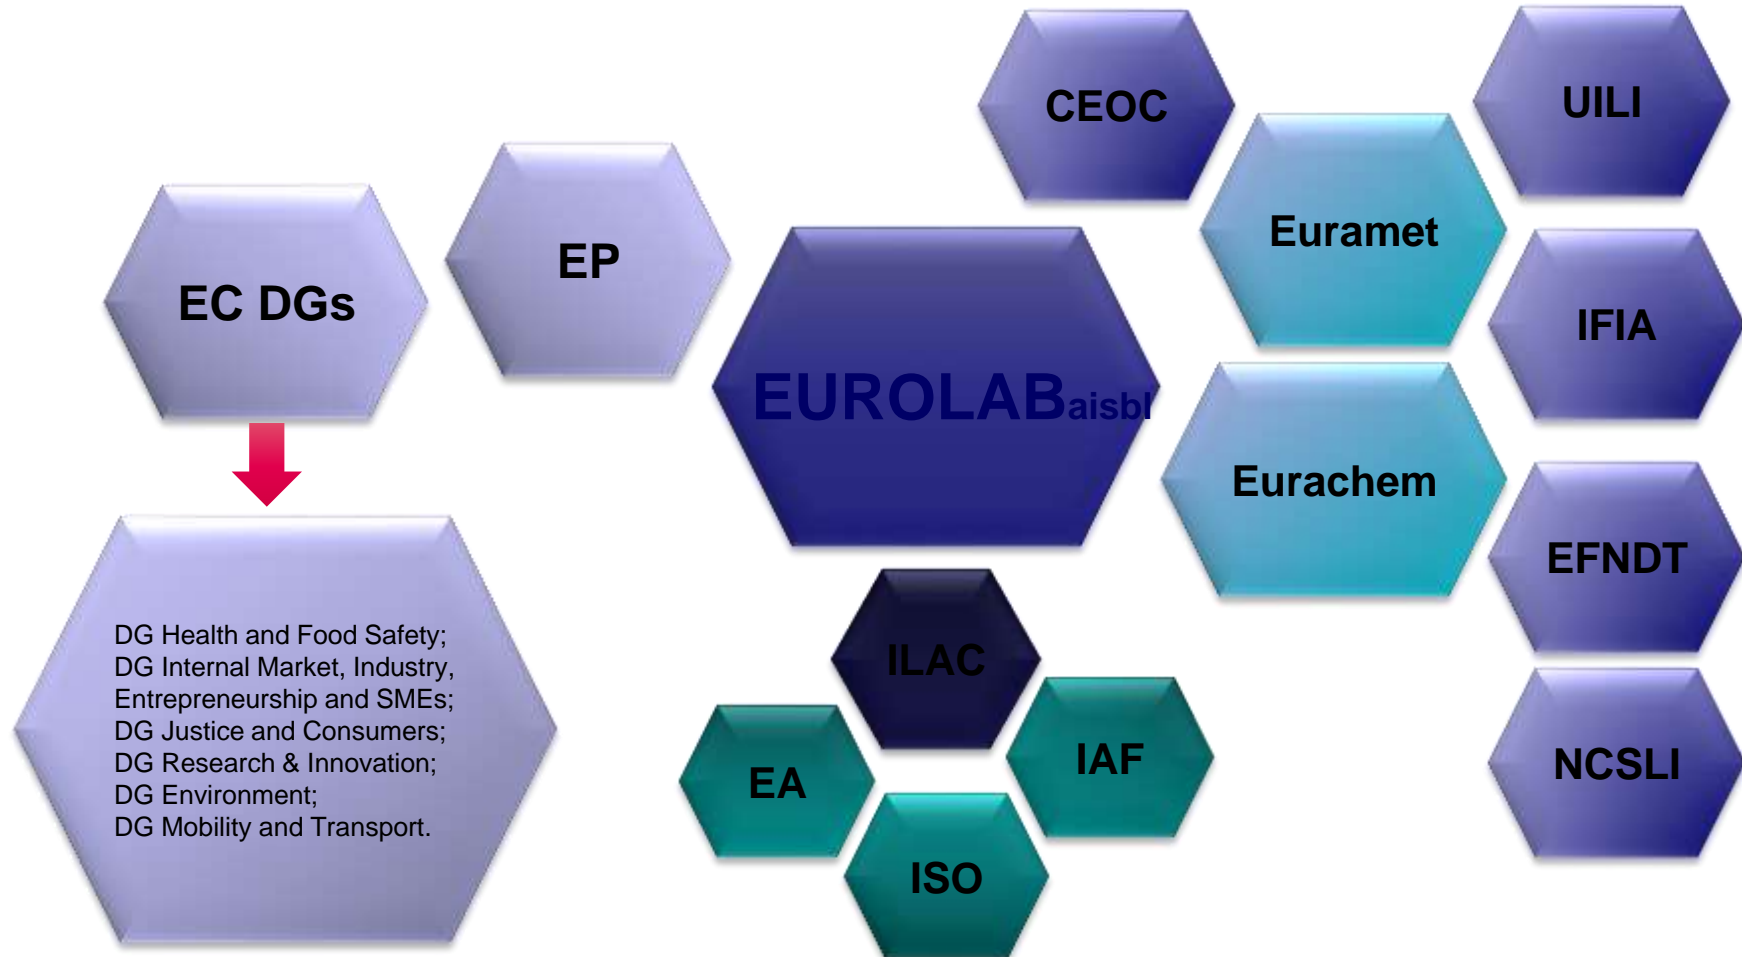 CEOC
UILI
EP
Euramet
EC DGs
IFIA
EUROLABaisbl
Eurachem
EFNDT
DG Health and Food Safety;
DG Internal Market, Industry,
Entrepreneurship and SMEs;
DG Justice and Consumers;
DG Research & Innovation;
DG Environment;
DG Mobility and Transport.
ILAC
IAF
EA
NCSLI
ISO